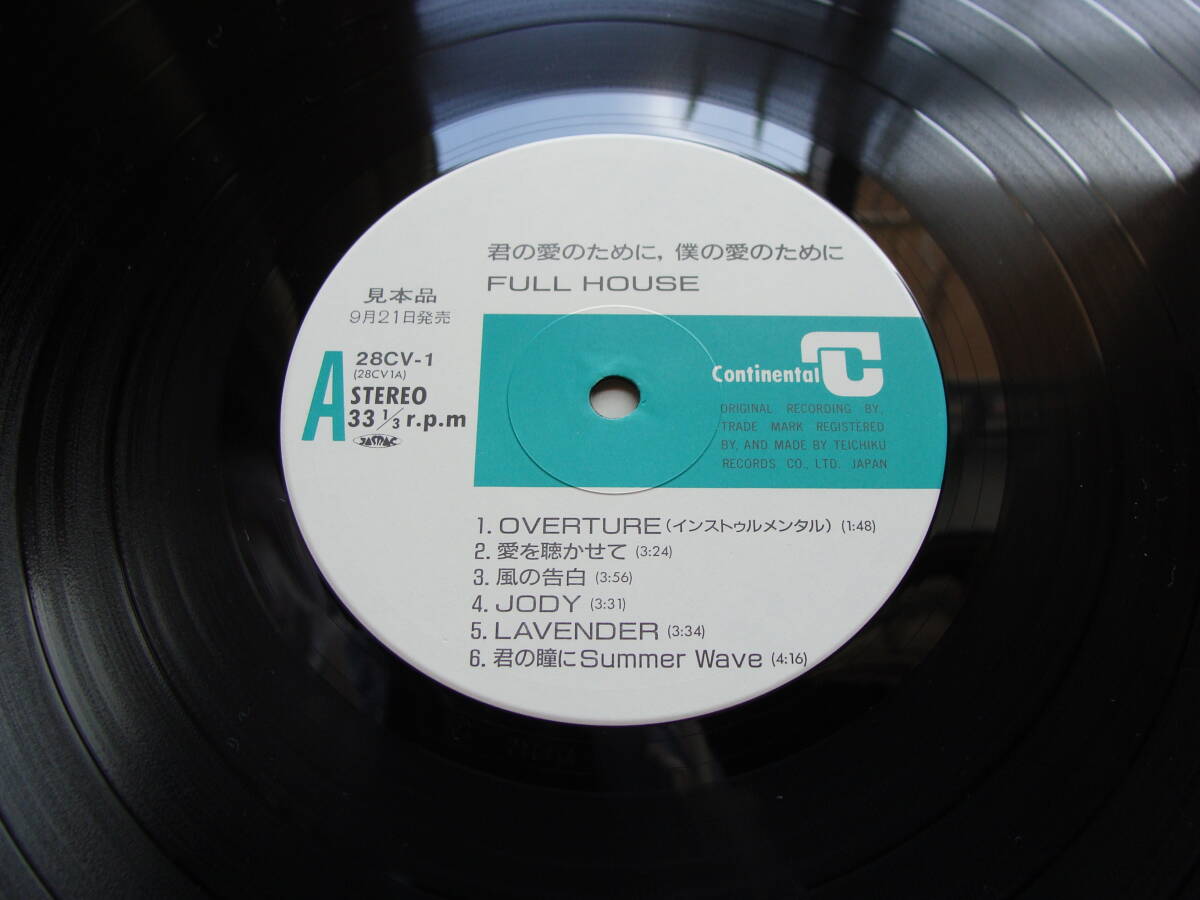 君の愛のために, 僕の愛のために
FULL HOUSE
見本品
9月21日発売
A
28CV-1
(28CV1A)
STEREO
33 1/3 r.p.m
JASRAC
Continental
ORIGINAL RECORDING BY,
TRADE MARK REGISTERED
BY, AND MADE BY TEICHIKU
RECORDS CO., LTD. JAPAN
1. OVERTURE (インストゥルメンタル) (1:48)
2. 愛を聴かせて (3:24)
3. 風の告白 (3:56)
4. JODY (3:31)
5. LAVENDER (3:34)
6. 君の瞳にSummer Wave (4:16)